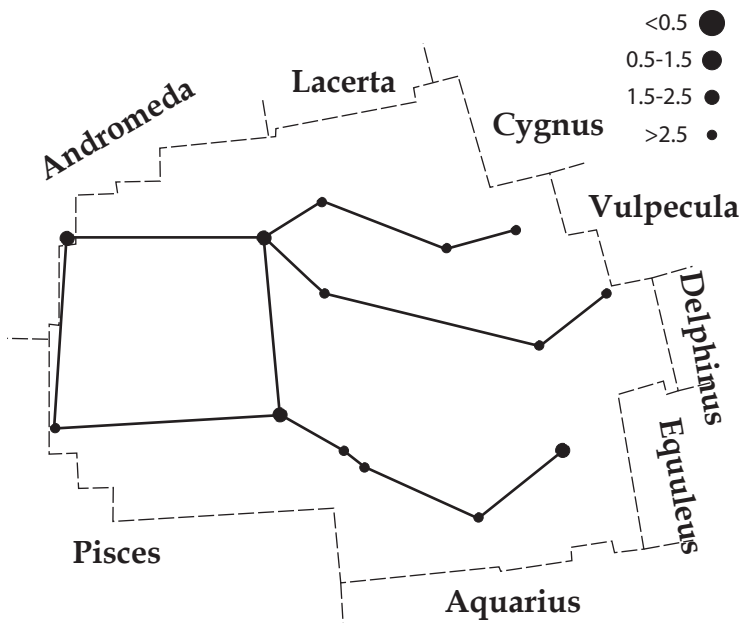 <0.5
0.5-1.5
1.5-2.5
>2.5
Lacerta
Andromeda
Cygnus
Vulpecula
Delphinus
Equuleus
Pisces
Aquarius